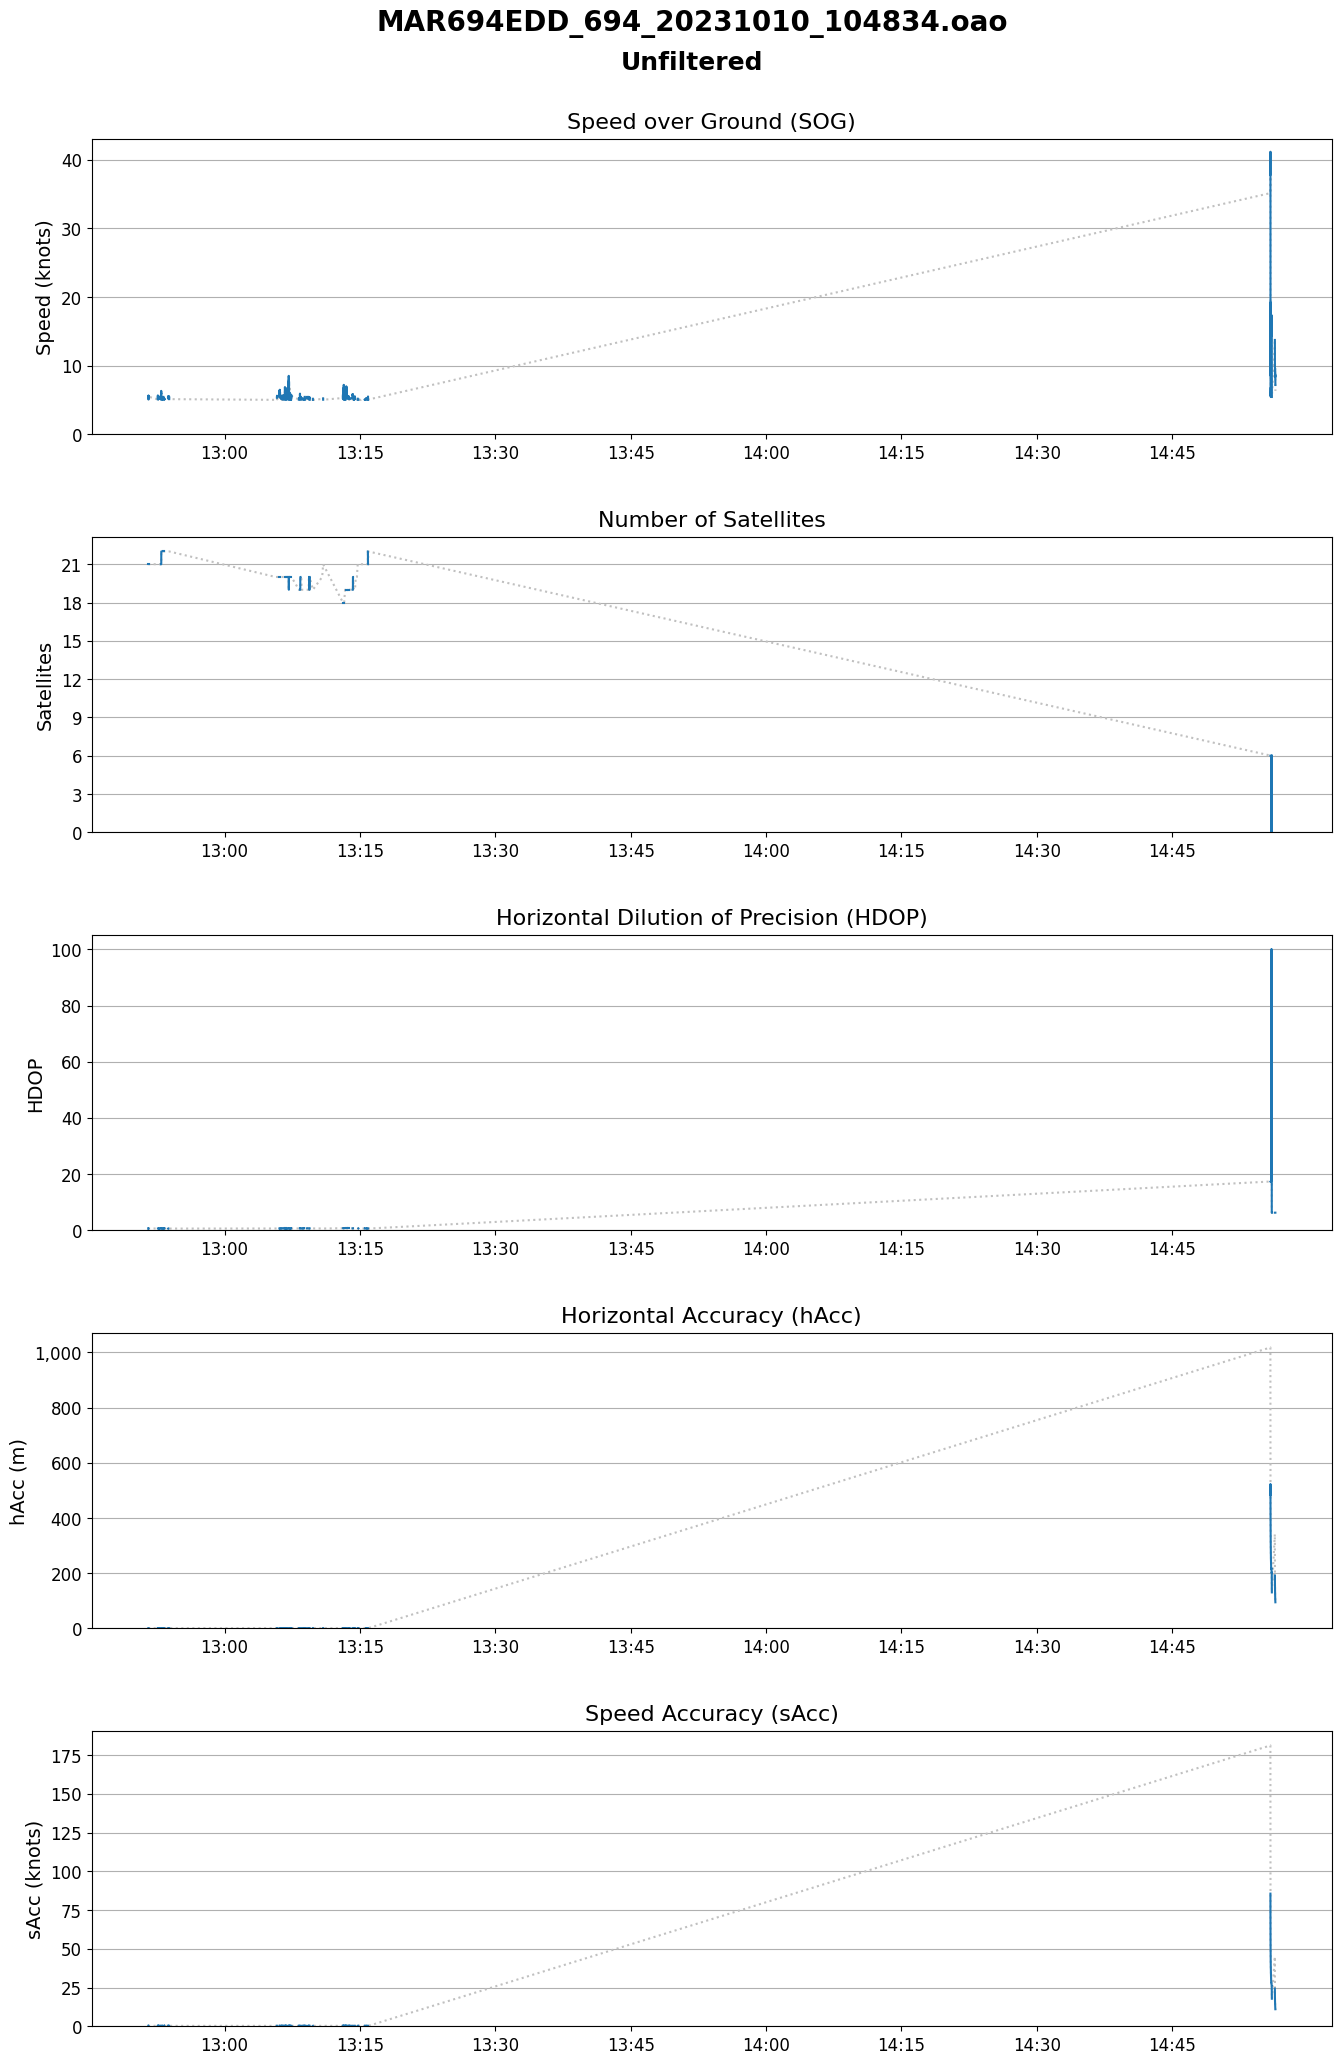 MAR694EDD_694_20231010_104834.oao
Unfiltered
Speed over Ground (SOG)
Speed (knots)
40
30
20
10
0
13:00 13:15 13:30 13:45 14:00 14:15 14:30 14:45
Number of Satellites
Satellites
21
18
15
12
9
6
3
0
13:00 13:15 13:30 13:45 14:00 14:15 14:30 14:45
Horizontal Dilution of Precision (HDOP)
HDOP
100
80
60
40
20
0
13:00 13:15 13:30 13:45 14:00 14:15 14:30 14:45
Horizontal Accuracy (hAcc)
hAcc (m)
1,000
800
600
400
200
0
13:00 13:15 13:30 13:45 14:00 14:15 14:30 14:45
Speed Accuracy (sAcc)
sAcc (knots)
175
150
125
100
75
50
25
0
13:00 13:15 13:30 13:45 14:00 14:15 14:30 14:45